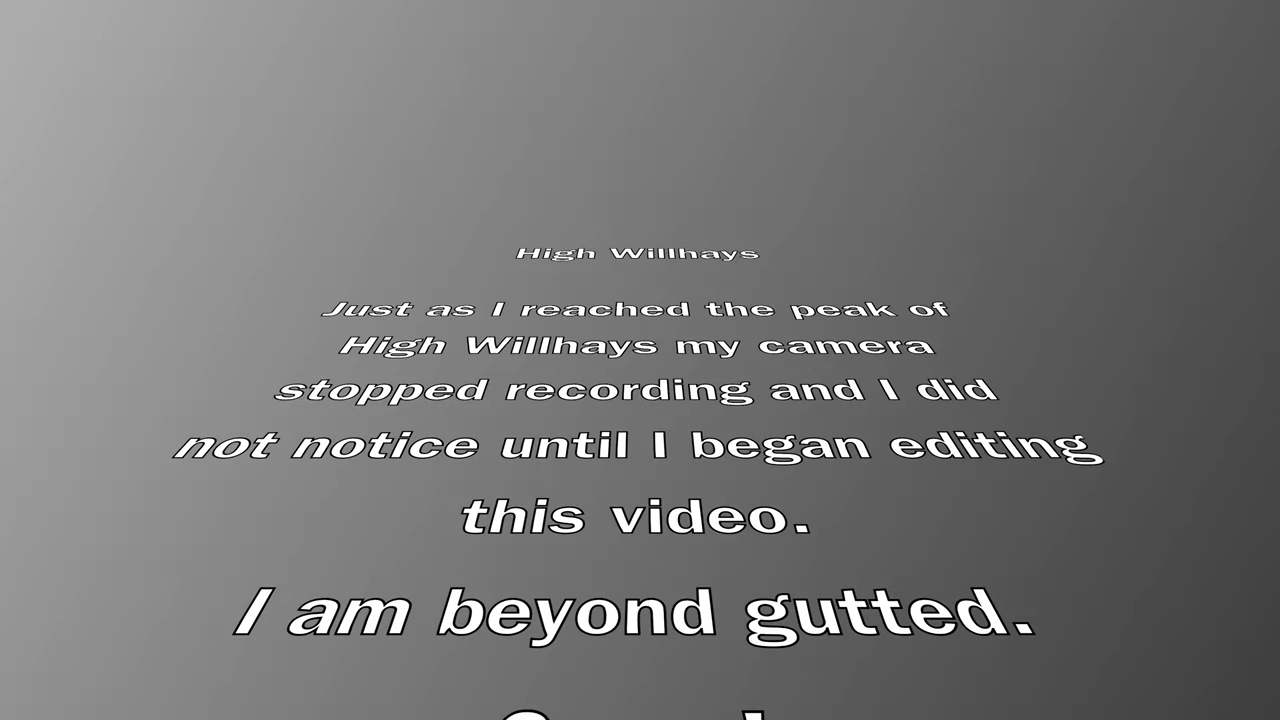 High Willhays
Just as I reached the peak of
High Willhays my camera
stopped recording and I did
not notice until I began editing
this video.
I am beyond gutted.